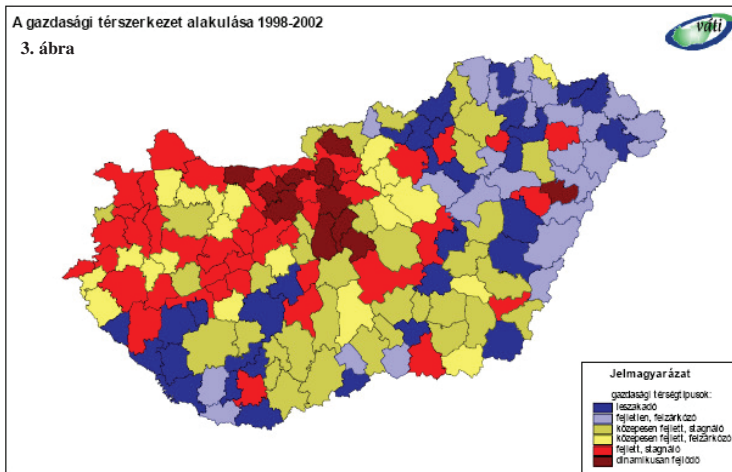 A gazdasági térszerkezet alakulása 1998-2002
váti
3. ábra
Jelmagyarázat
gazdasági térségtípusok:
leszakadó
fejletlen, felzárkózó
közepesen fejlett, stagnáló
közepesen fejlett, felzárkózó
fejlett, stagnáló
dinamikusan fejlődő